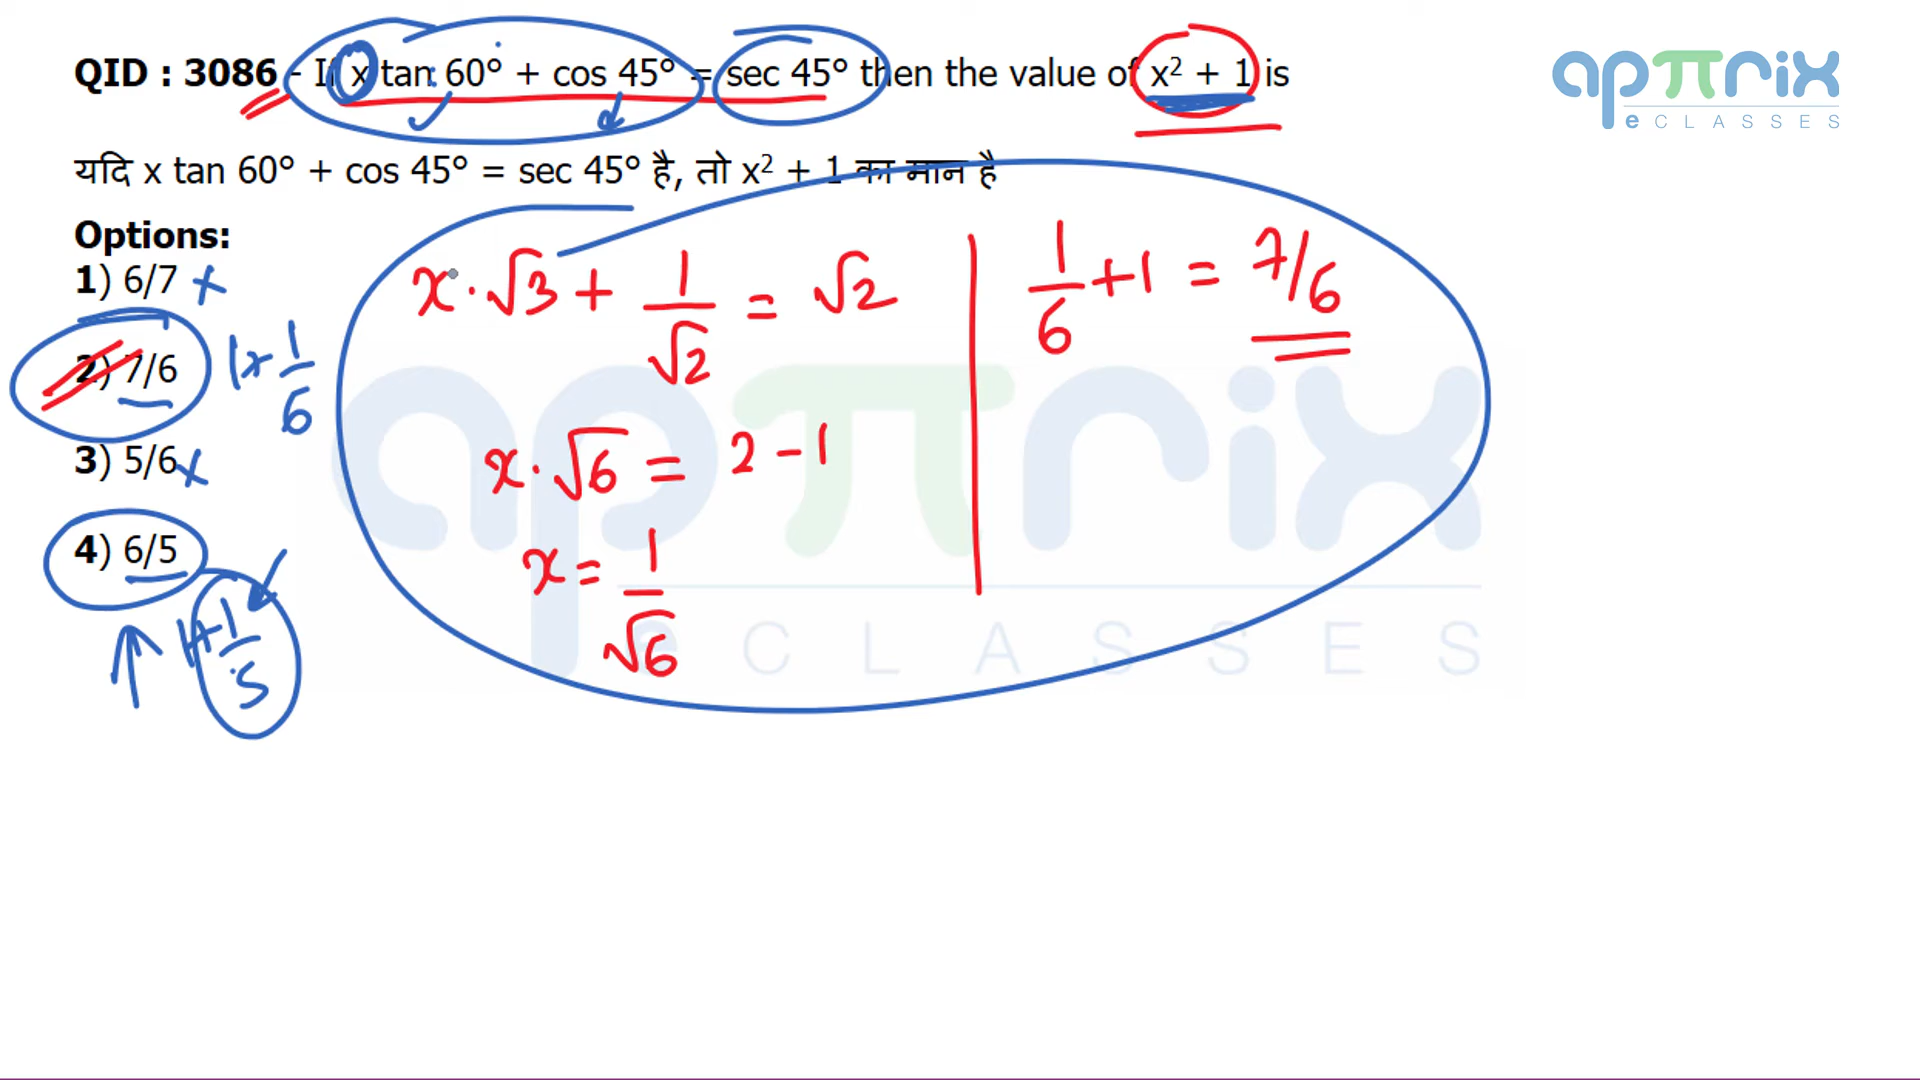 QID : 3086 - If x tan 60° + cos 45° = sec 45° then the value of x² + 1 is
यदि x tan 60° + cos 45° = sec 45° है, तो x² + 1 का मान है
Options:
1) 6/7
2) 7/6
3) 5/6
4) 6/5
1+1/6
1+1/5
x·√3 + 1/√2 = √2
x·√6 = 2-1
x = 1/√6
1/6 + 1 = 7/6
apπrix
e CLASSES
apπrix
e CLASSES